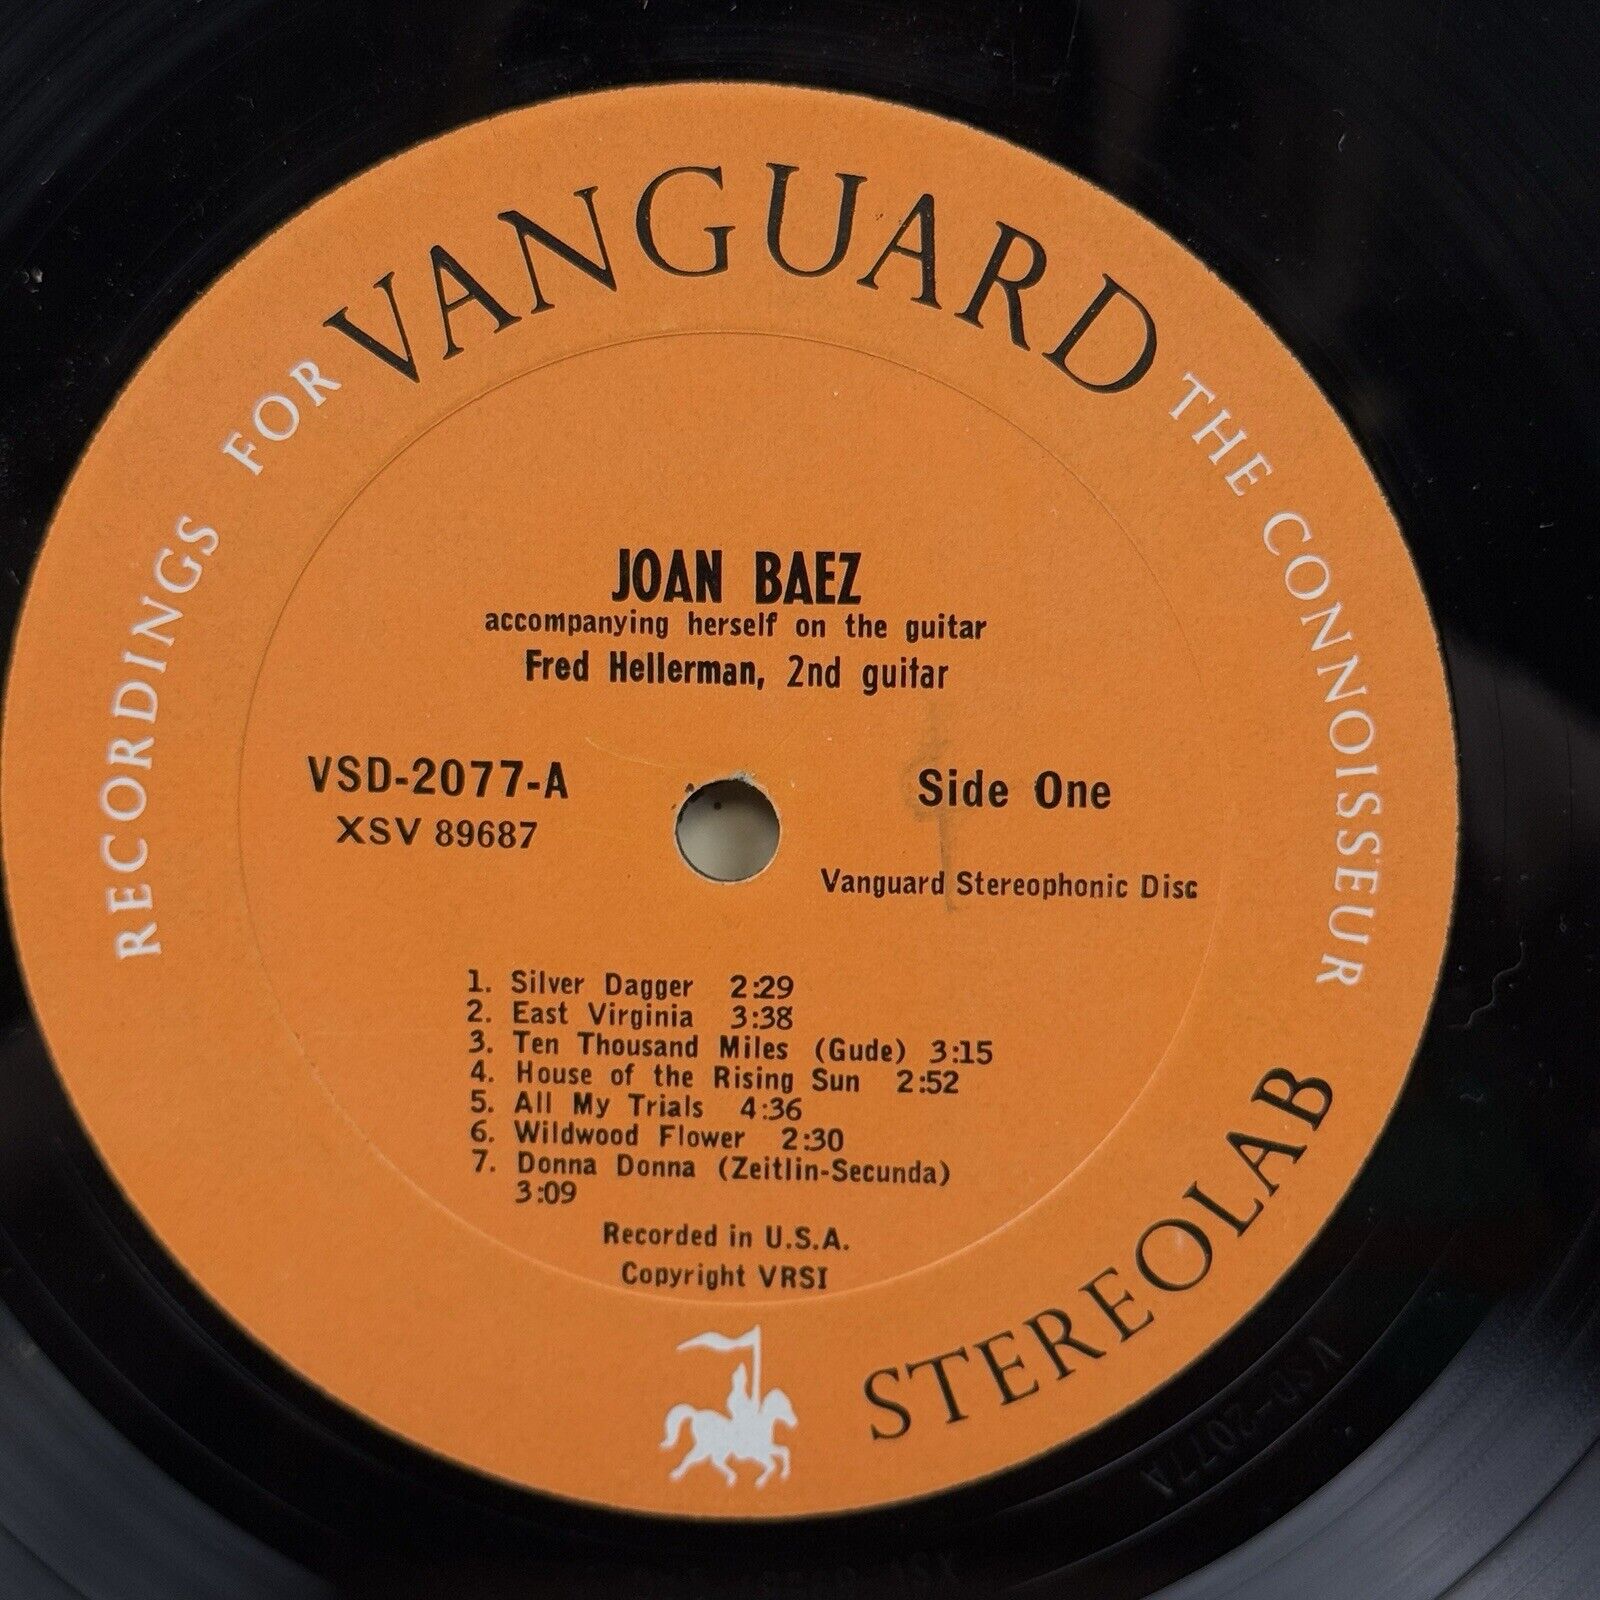 RECORDINGS FOR VANGUARD THE CONNOISSEUR
JOAN BAEZ
accompanying herself on the guitar
Fred Hellerman, 2nd guitar
VSD-2077-A
Side One
XSV 89687
Vanguard Stereophonic Disc
1. Silver Dagger 2:29
2. East Virginia 3:38
3. Ten Thousand Miles (Gude) 3:15
4. House of the Rising Sun 2:52
5. All My Trials 4:36
6. Wildwood Flower 2:30
7. Donna Donna (Zeitlin-Secunda)
3:09
Recorded in U.S.A.
Copyright VRSI
STEREOLAB
VSD-2077A